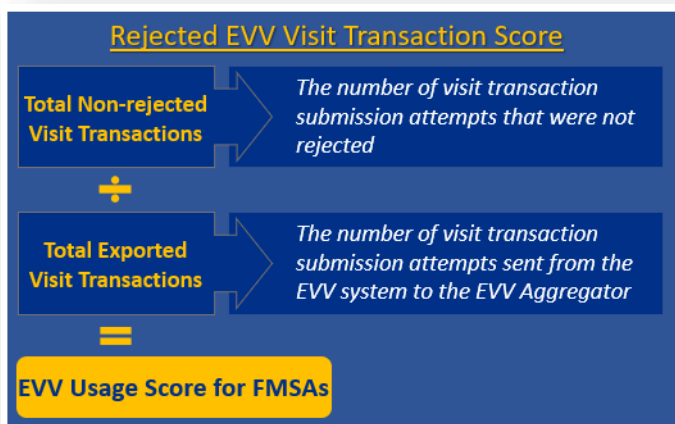 Rejected EVV Visit Transaction Score
Total Non-rejected
Visit Transactions
The number of visit transaction
submission attempts that were not
rejected
÷
Total Exported
Visit Transactions
The number of visit transaction
submission attempts sent from the
EVV system to the EVV Aggregator
=
EVV Usage Score for FMSAs